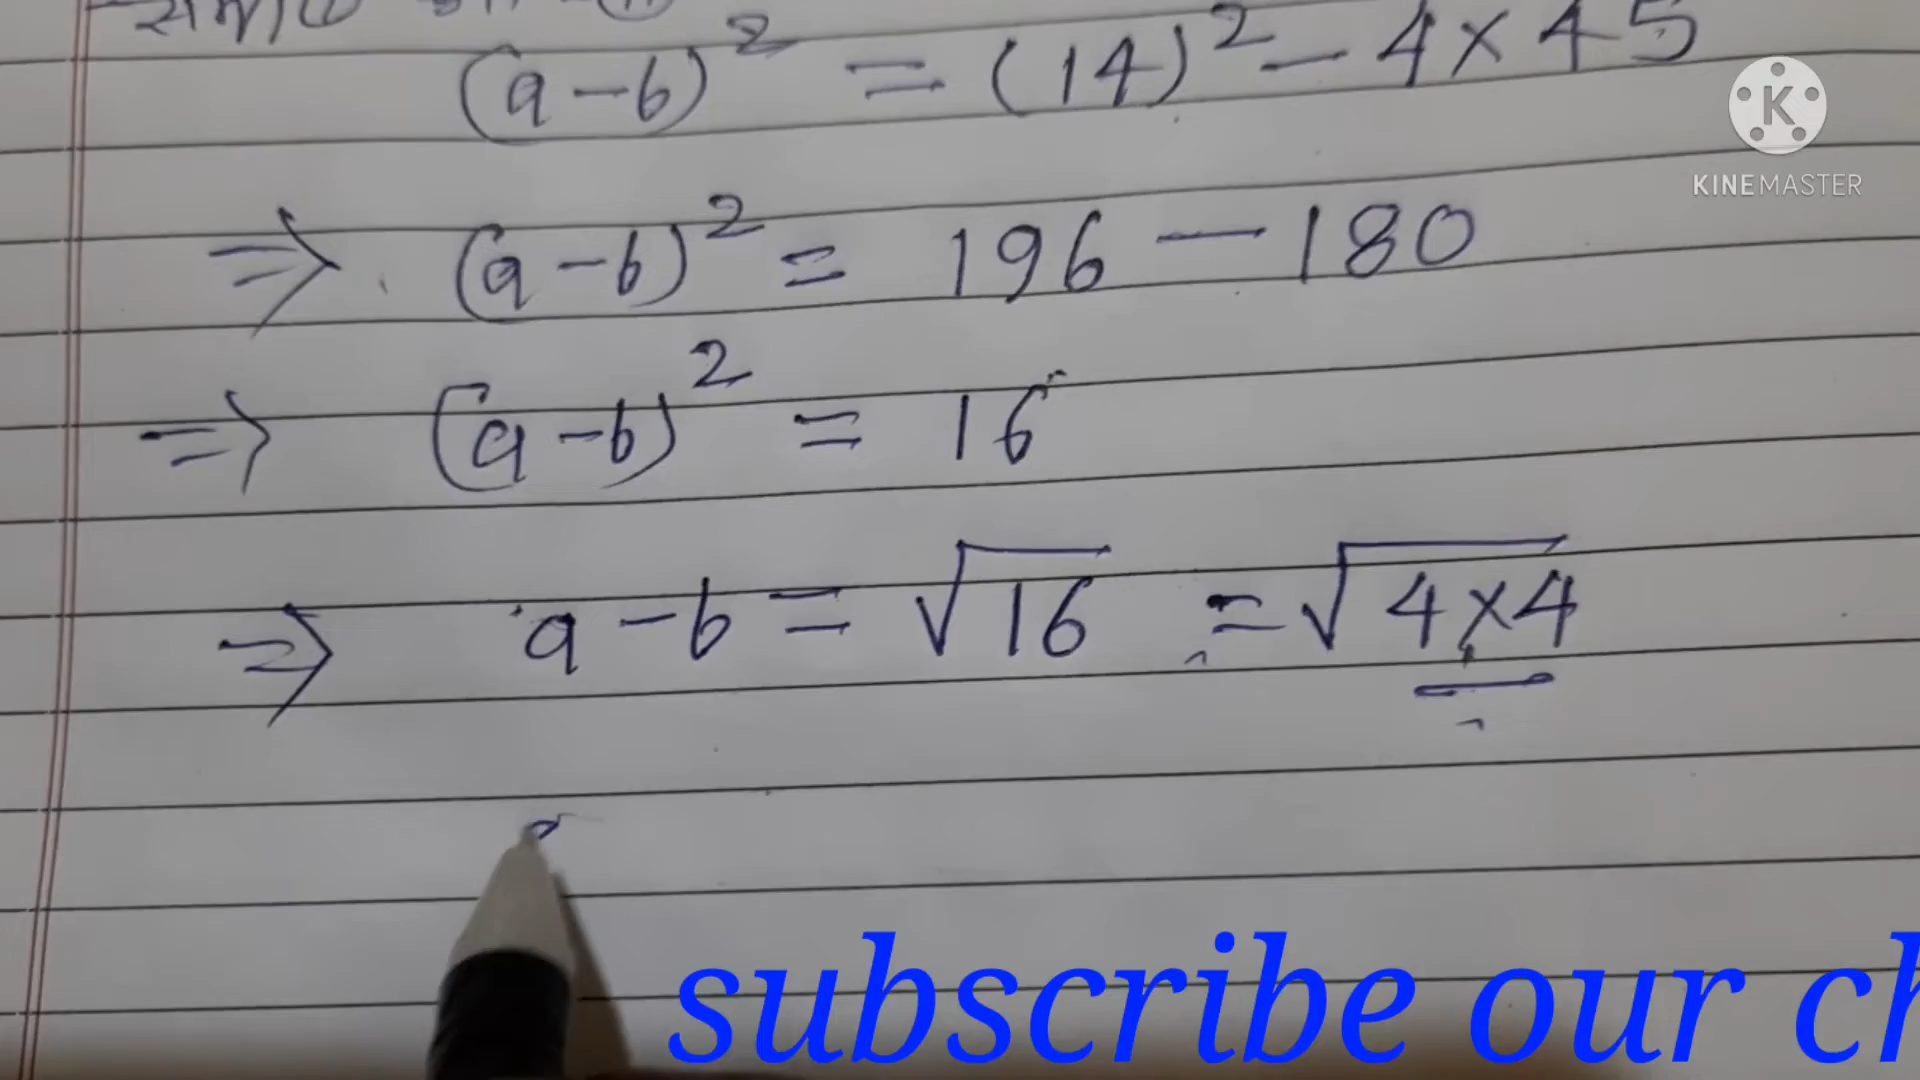 (a-b)² = (14)² - 4×45
K
KINEMASTER
⇒ (a-b)² = 196 - 180
⇒ (a-b)² = 16
⇒ a-b = √16 = √4×4
subscribe our ch